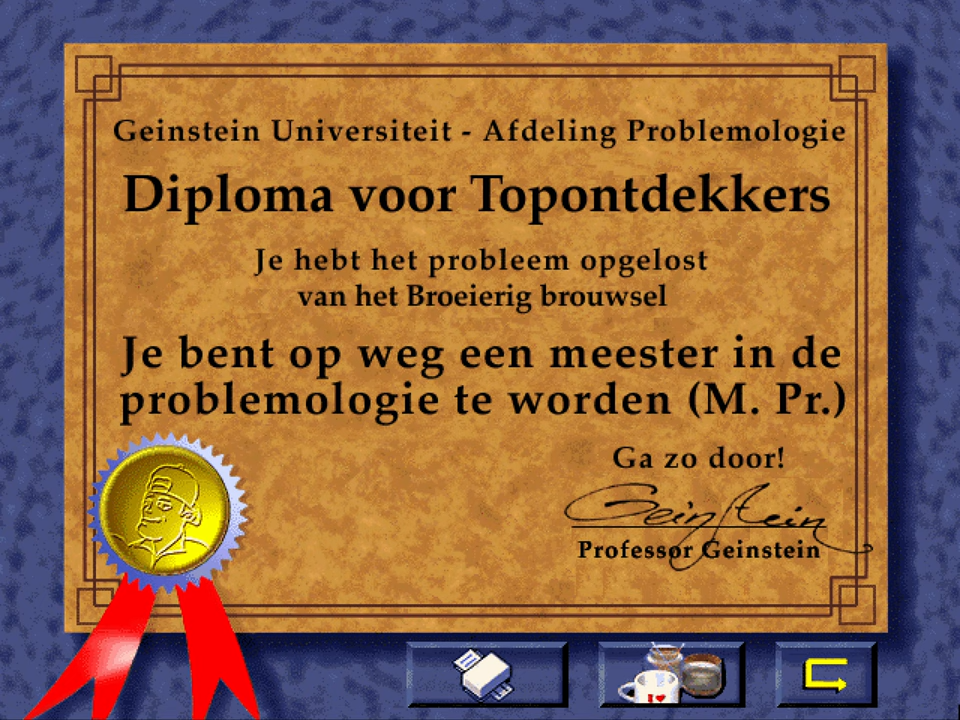 Geinstein Universiteit - Afdeling Problemologie
Diploma voor Topontdekkers
Je hebt het probleem opgelost
van het Broeierig brouwsel
Je bent op weg een meester in de
problemologie te worden (M. Pr.)
Ga zo door!
Geinstein
Professor Geinstein
I